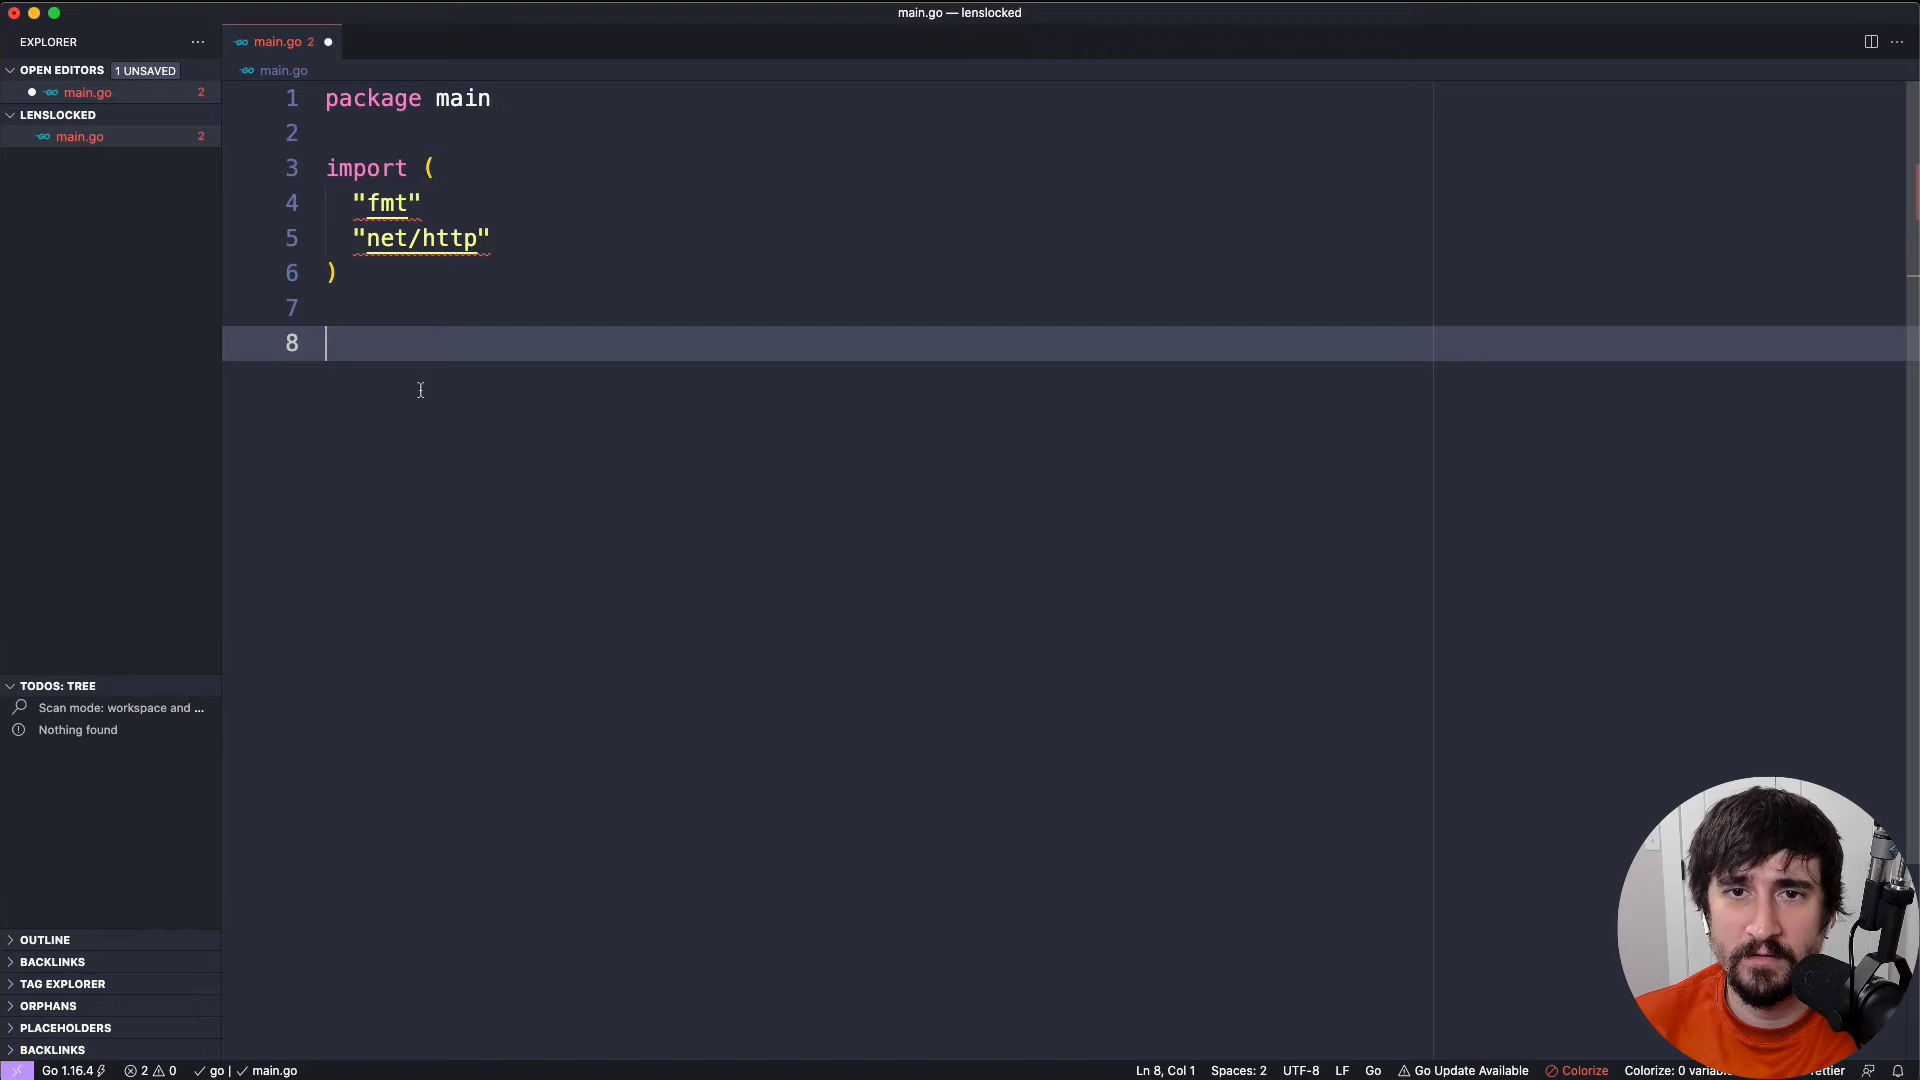 main.go — lenslocked
EXPLORER
main.go 2
OPEN EDITORS 1 UNSAVED
main.go 2
LENSLOCKED
main.go 2
main.go
1 package main
2
3 import (
4 "fmt"
5 "net/http"
6 )
7
8
TODOS: TREE
Scan mode: workspace and ...
Nothing found
OUTLINE
BACKLINKS
TAG EXPLORER
ORPHANS
PLACEHOLDERS
BACKLINKS
Go 1.16.4 2 0 go | main.go Ln 8, Col 1 Spaces: 2 UTF-8 LF Go Go Update Available Colorize Colorize: 0